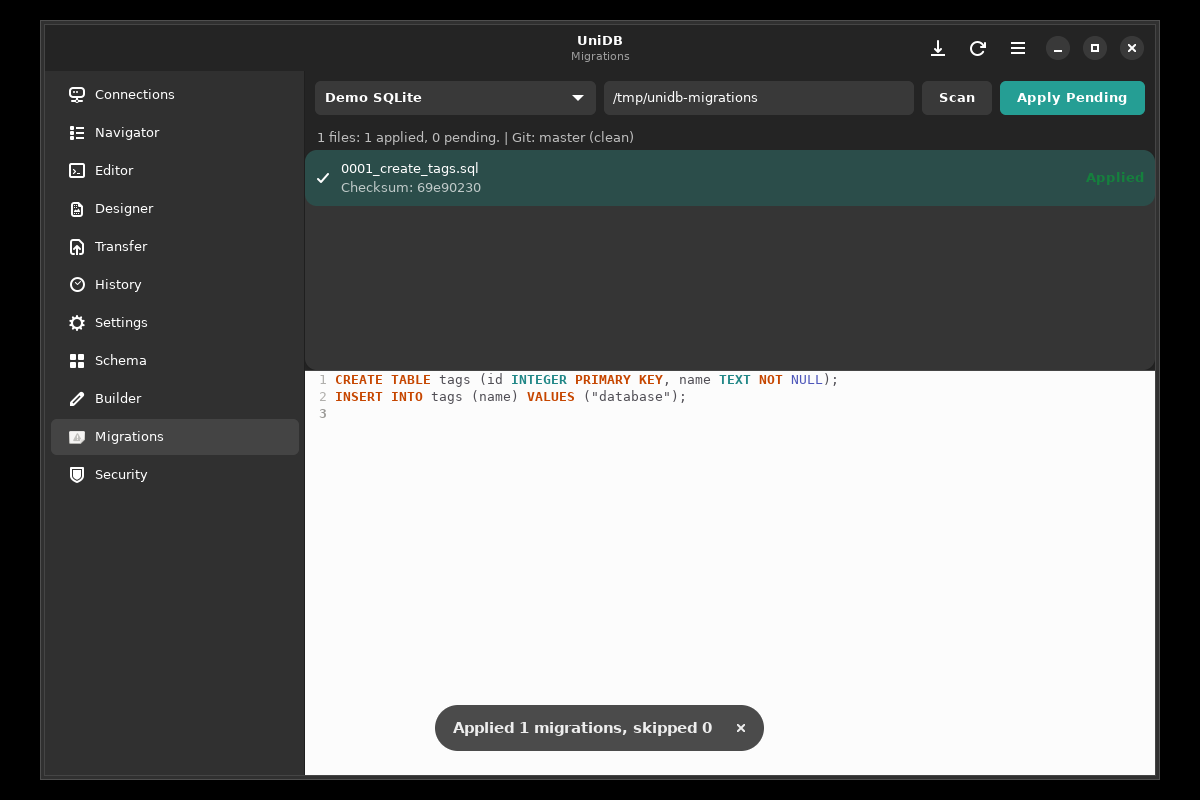 UniDB
Migrations
Connections
Navigator
Editor
Designer
Transfer
History
Settings
Schema
Builder
Migrations
Security
Demo SQLite
/tmp/unidb-migrations
Scan
Apply Pending
1 files: 1 applied, 0 pending. | Git: master (clean)
0001_create_tags.sql
Checksum: 69e90230
Applied
1 CREATE TABLE tags (id INTEGER PRIMARY KEY, name TEXT NOT NULL);
2 INSERT INTO tags (name) VALUES ("database");
3
Applied 1 migrations, skipped 0